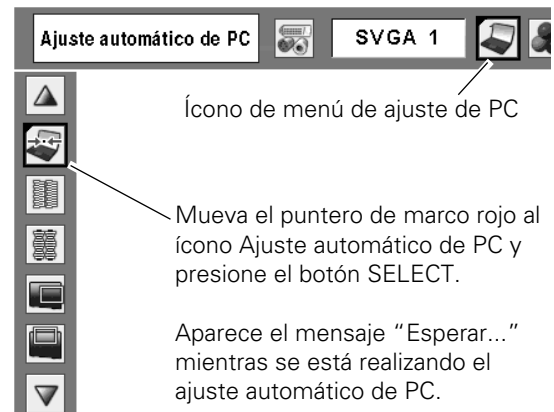 Ajuste automático de PC
SVGA 1
Ícono de menú de ajuste de PC
Mueva el puntero de marco rojo al
ícono Ajuste automático de PC y
presione el botón SELECT.
Aparece el mensaje “Esperar...”
mientras se está realizando el
ajuste automático de PC.